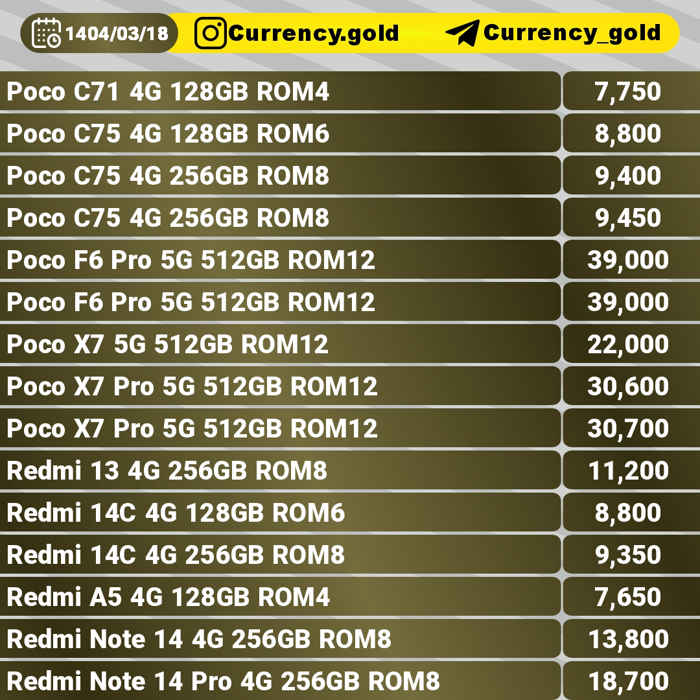 1404/03/18 Currency.gold Currency_gold
Poco C71 4G 128GB ROM4 7,750
Poco C75 4G 128GB ROM6 8,800
Poco C75 4G 256GB ROM8 9,400
Poco C75 4G 256GB ROM8 9,450
Poco F6 Pro 5G 512GB ROM12 39,000
Poco F6 Pro 5G 512GB ROM12 39,000
Poco X7 5G 512GB ROM12 22,000
Poco X7 Pro 5G 512GB ROM12 30,600
Poco X7 Pro 5G 512GB ROM12 30,700
Redmi 13 4G 256GB ROM8 11,200
Redmi 14C 4G 128GB ROM6 8,800
Redmi 14C 4G 256GB ROM8 9,350
Redmi A5 4G 128GB ROM4 7,650
Redmi Note 14 4G 256GB ROM8 13,800
Redmi Note 14 Pro 4G 256GB ROM8 18,700